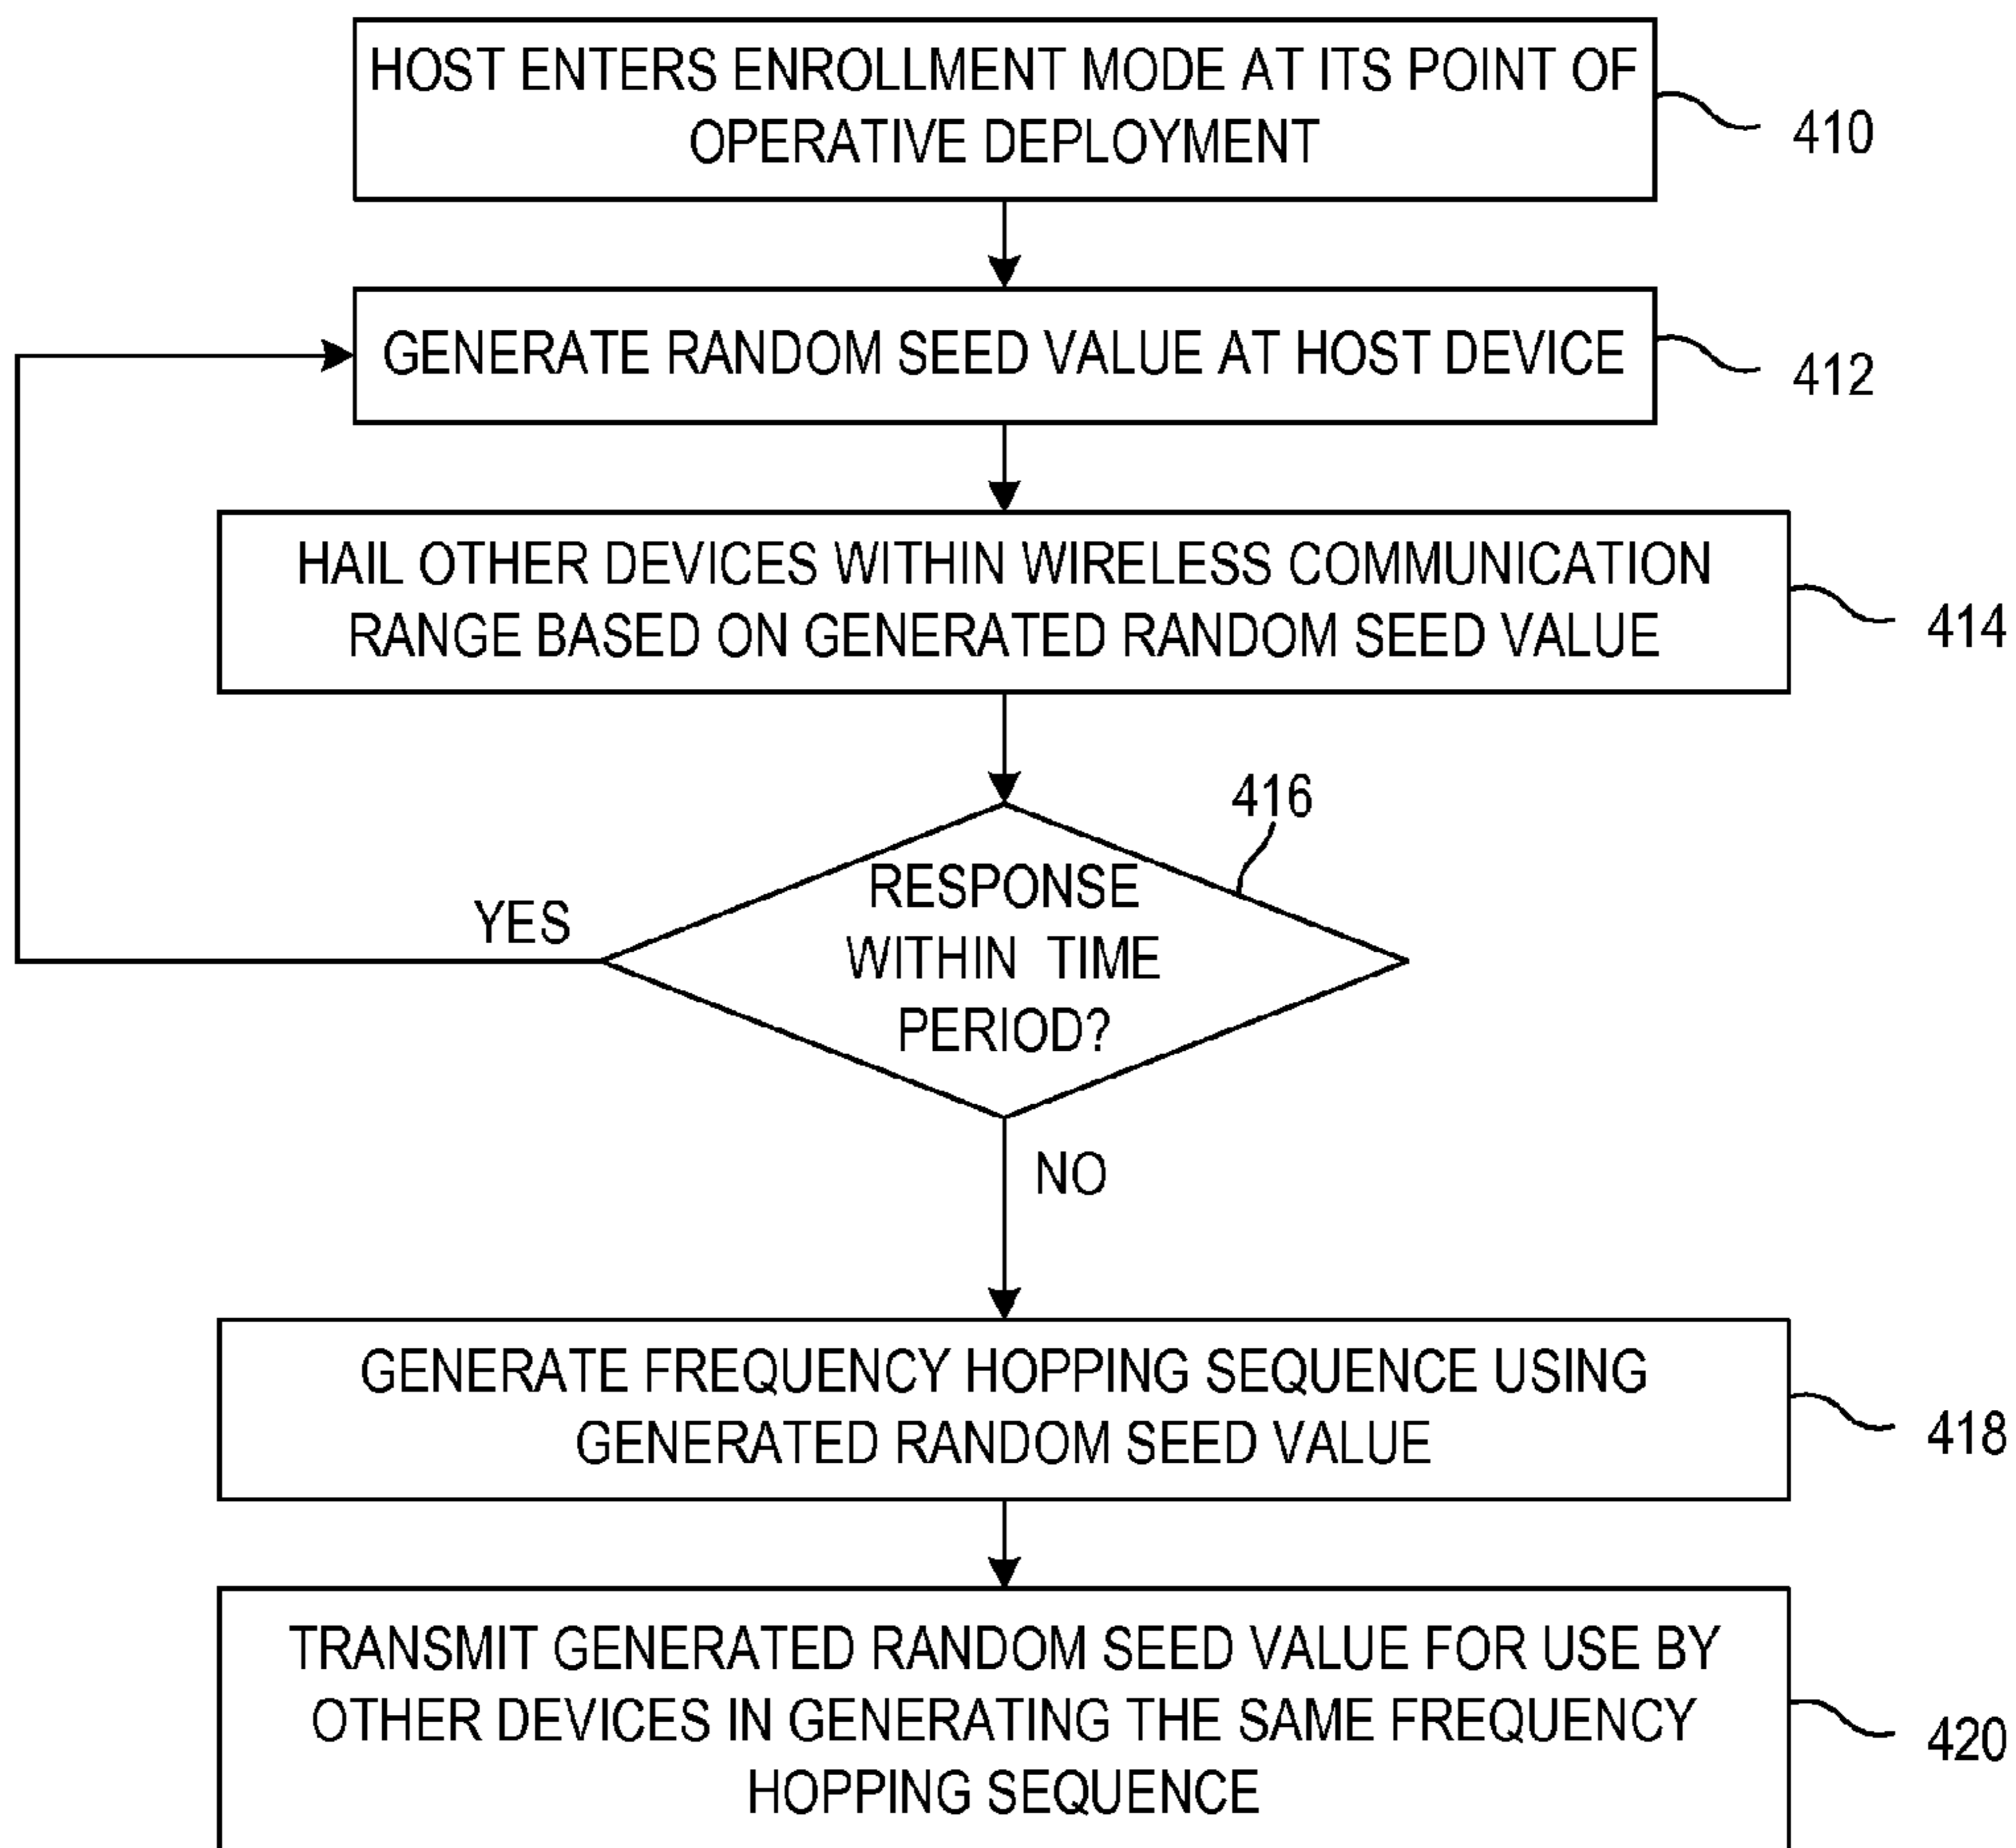 HOST ENTERS ENROLLMENT MODE AT ITS POINT OF
OPERATIVE DEPLOYMENT
410
GENERATE RANDOM SEED VALUE AT HOST DEVICE
412
HAIL OTHER DEVICES WITHIN WIRELESS COMMUNICATION
RANGE BASED ON GENERATED RANDOM SEED VALUE
414
416
RESPONSE
WITHIN TIME
PERIOD?
YES
NO
GENERATE FREQUENCY HOPPING SEQUENCE USING
GENERATED RANDOM SEED VALUE
418
TRANSMIT GENERATED RANDOM SEED VALUE FOR USE BY
OTHER DEVICES IN GENERATING THE SAME FREQUENCY
HOPPING SEQUENCE
420